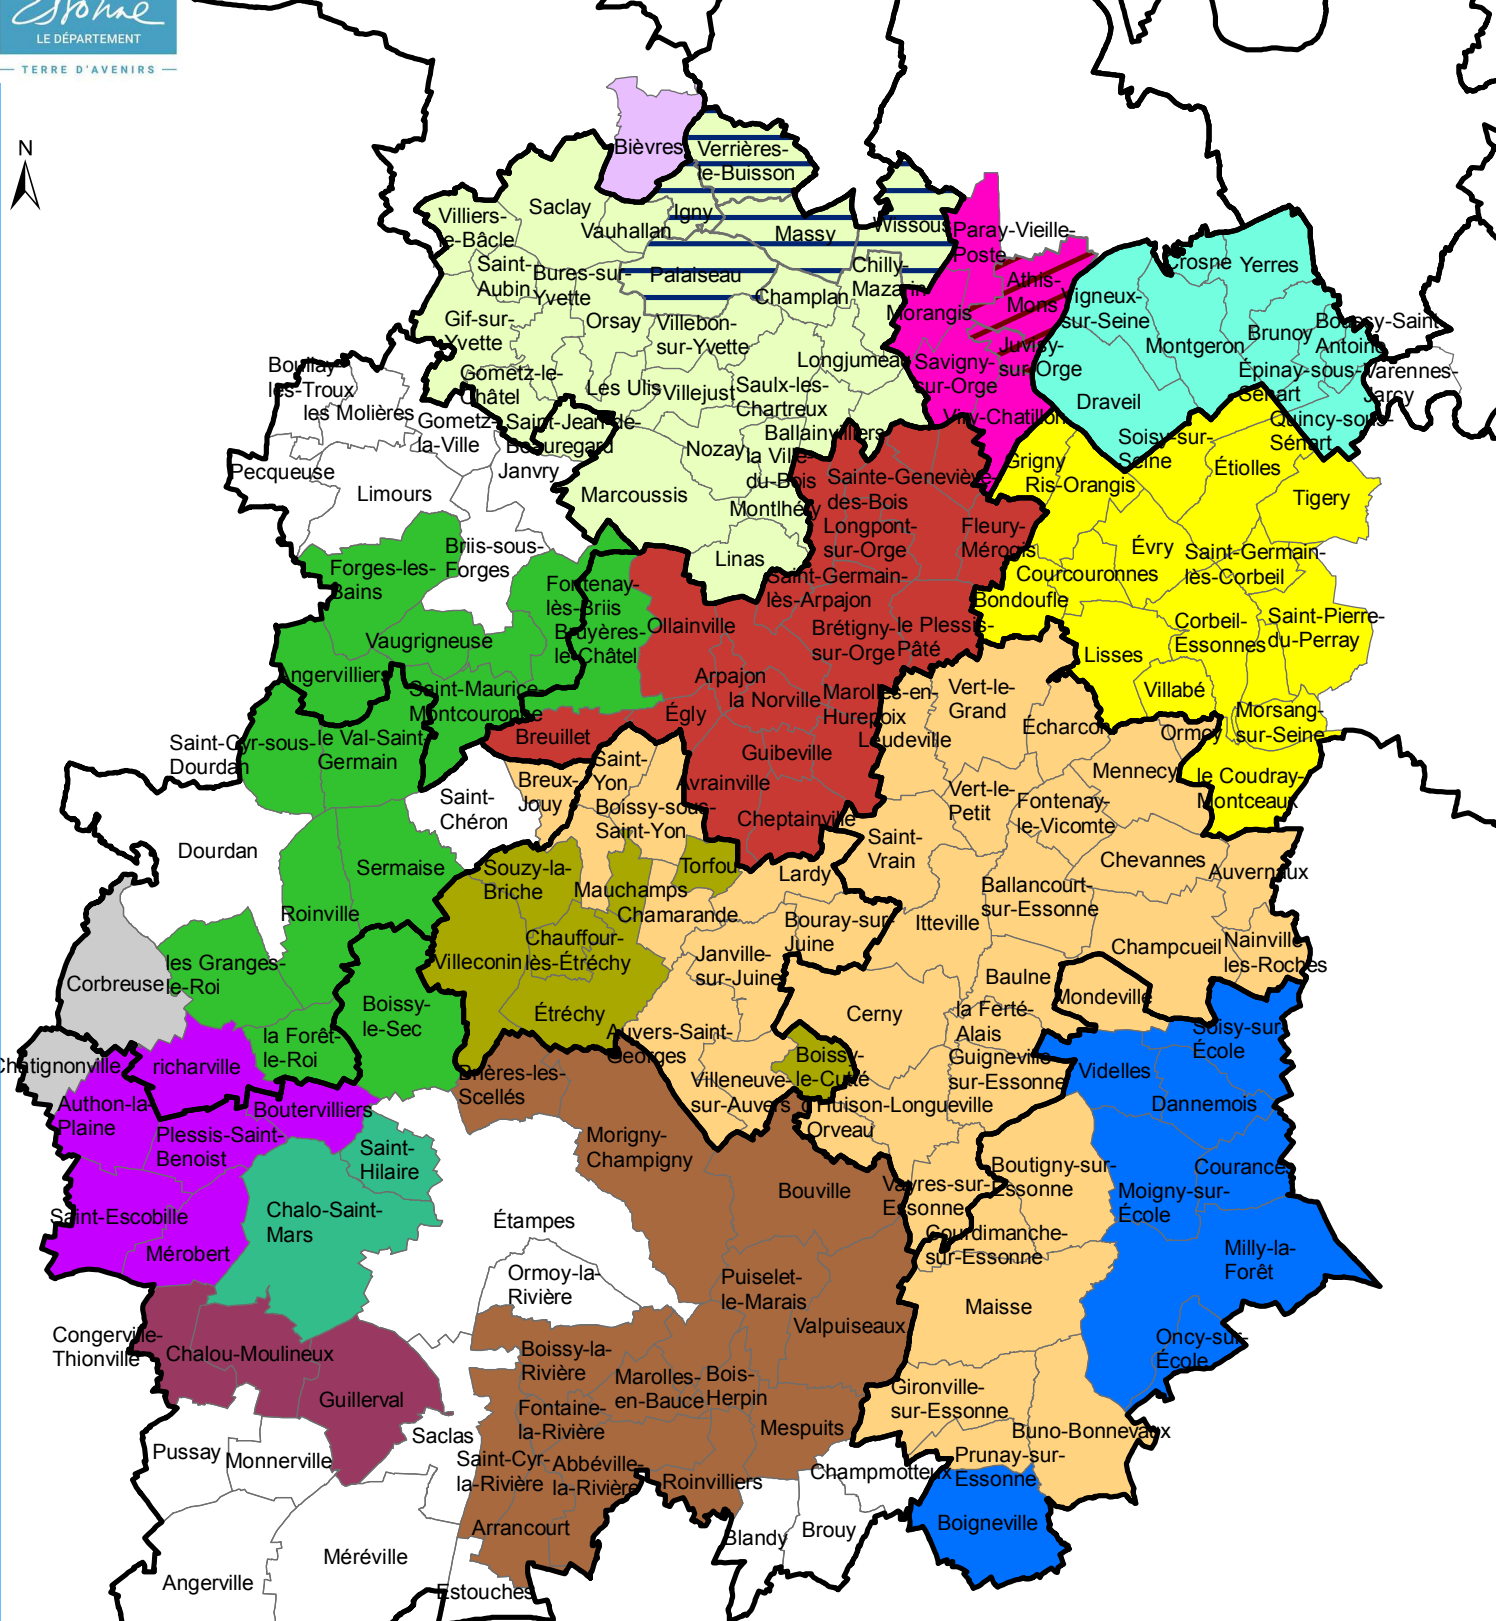 Essonne
LE DÉPARTEMENT
TERRE D'AVENIRS
N
Bièvres
Verrières-
le-Buisson
Saclay
Igny
Villiers-
le-Bâcle
Vauhallan
Massy
Wissous
Paray-Vieille-
Poste
Saint-
Aubin
Bures-sur-
Yvette
Palaiseau
Chilly-
Mazarin
Athis-
Mons
Crosne
Yerres
Champlan
Morangis
Vigneux-
sur-Seine
Gif-sur-
Yvette
Orsay
Villebon-
sur-Yvette
Longjumeau
Savigny-
sur-Orge
Juvisy-
sur-Orge
Montgeron
Brunoy
Boussy-Saint-
Antoine
Boullay-
les-Troux
Gometz-le-
Châtel
Les Ulis
Villejust
Saulx-les-
Chartreux
Épinay-sous-
Sénart
Varennes-
Jarcy
les Molières
Gometz-
la-Ville
Saint-Jean-de-
Beauregard
Ballainvilliers
Viry-Chatillon
Draveil
Quincy-sous-
Sénart
Pecqueuse
Janvry
Nozay
la Ville-
du-Bois
Soisy-sur-
Seine
Limours
Marcoussis
Montlhéry
Sainte-Geneviève-
des-Bois
Grigny
Ris-Orangis
Étiolles
Tigery
Longpont-
sur-Orge
Fleury-
Mérogis
Briis-sous-
Forges
Linas
Évry
Saint-Germain-
lès-Corbeil
Forges-les-
Bains
Fontenay-
lès-Briis
Saint-Germain-
lès-Arpajon
Courcouronnes
Bondoufle
Vaugrigneuse
Bruyères-
le-Châtel
Ollainville
Brétigny-
sur-Orge
le Plessis-
Pâté
Corbeil-
Essonnes
Saint-Pierre-
du-Perray
Lisses
Angervilliers
Saint-Maurice-
Montcouronne
Arpajon
la Norville
Marolles-en-
Hurepoix
Vert-le-
Grand
Villabé
Égly
Leudeville
Écharcon
Ormoy
Morsang-
sur-Seine
Saint-Cyr-sous-
Dourdan
le Val-Saint-
Germain
Breuillet
Guibeville
Mennecy
le Coudray-
Montceaux
Saint-
Chéron
Breux-
Jouy
Saint-
Yon
Avrainville
Vert-le-
Petit
Fontenay-
le-Vicomte
Boissy-sous-
Saint-Yon
Cheptainville
Saint-
Vrain
Dourdan
Sermaise
Souzy-la-
Briche
Torfou
Lardy
Chevannes
Auvernaux
Mauchamps
Ballancourt-
sur-Essonne
Roinville
Chamarande
Bouray-sur-
Juine
Itteville
Chauffour-
lès-Étréchy
Janville-
sur-Juine
Champcueil
Nainville-
les-Roches
Corbreuse
les Granges-
le-Roi
Villeconin
Baulne
Mondeville
Boissy-
le-Sec
Étréchy
Cerny
la Ferté-
Alais
Soisy-sur-
École
la Forêt-
le-Roi
Auvers-Saint-
Georges
Boissy-
le-Cutté
Guigneville-
sur-Essonne
Chatignonville
richarville
Brières-les-
Scellés
Villeneuve-
sur-Auvers
Videlles
Authon-la-
Plaine
Boutervilliers
d'Huison-Longueville
Dannemois
Plessis-Saint-
Benoist
Saint-
Hilaire
Morigny-
Champigny
Orveau
Boutigny-sur-
Essonne
Courances
Bouville
Vayres-sur-
Essonne
Moigny-sur-
École
Saint-Escobille
Chalo-Saint-
Mars
Étampes
Courdimanche-
sur-Essonne
Milly-la-
Forêt
Mérobert
Ormoy-la-
Rivière
Puiselet-
le-Marais
Maisse
Valpuiseaux
Oncy-sur-
École
Congerville-
Thionville
Chalou-Moulineux
Boissy-la-
Rivière
Marolles-
en-Bauce
Bois-
Herpin
Gironville-
sur-Essonne
Guillerval
Fontaine-
la-Rivière
Mespuits
Buno-Bonnevaux
Saclas
Pussay
Monnerville
Saint-Cyr-
la-Rivière
Abbéville-
la-Rivière
Roinvilliers
Champmotteux
Prunay-sur-
Essonne
Arrancourt
Blandy
Brouy
Boigneville
Méréville
Angerville
Estouches